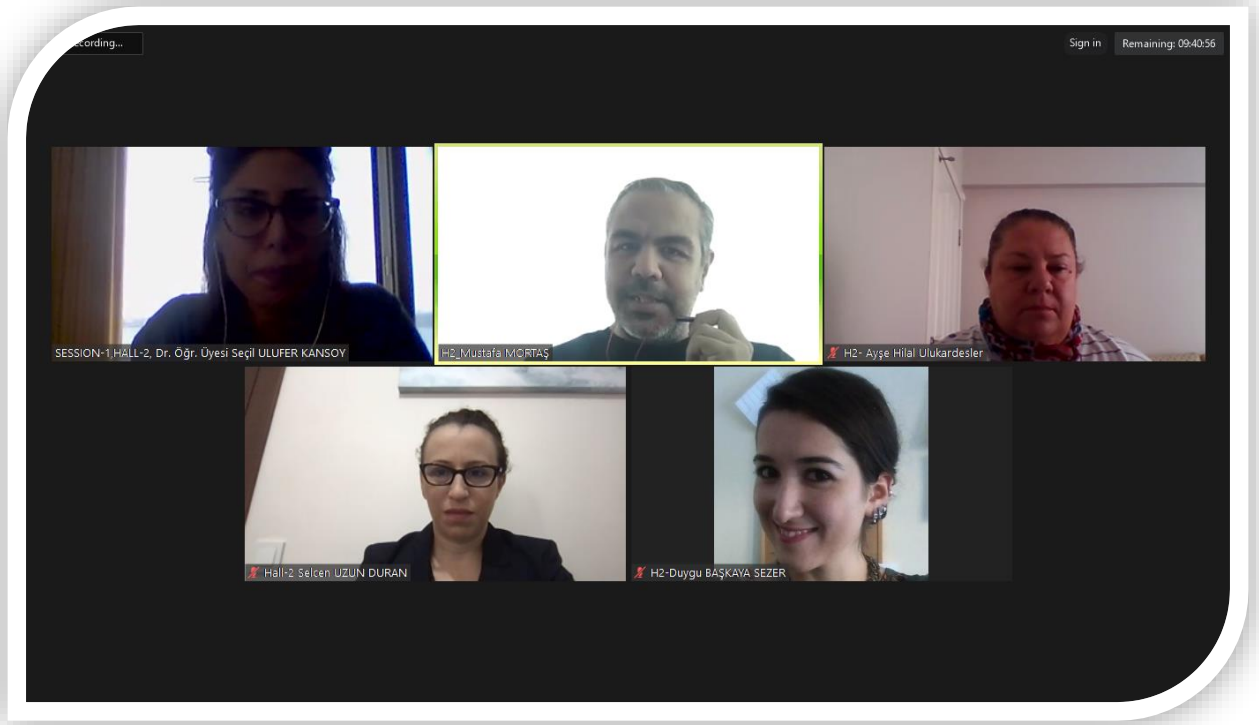 ecording...
Sign in
Remaining: 09:40:56
SESSION-1,HALL-2, Dr. Öğr. Üyesi Seçil ULUFER KANSOY
H2_Mustafa MORTAŞ
H2- Ayşe Hilal Ulukardesler
Hall-2 Selcen UZUN DURAN
H2-Duygu BAŞKAYA SEZER